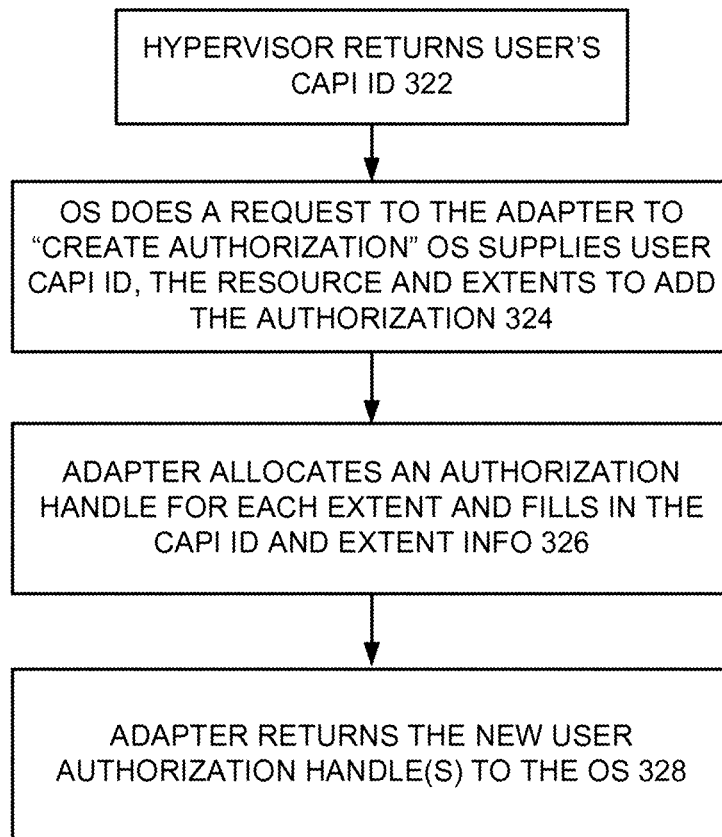 HYPERVISOR RETURNS USER'S
CAPI ID 322
OS DOES A REQUEST TO THE ADAPTER TO
“CREATE AUTHORIZATION” OS SUPPLIES USER
CAPI ID, THE RESOURCE AND EXTENTS TO ADD
THE AUTHORIZATION 324
ADAPTER ALLOCATES AN AUTHORIZATION
HANDLE FOR EACH EXTENT AND FILLS IN THE
CAPI ID AND EXTENT INFO 326
ADAPTER RETURNS THE NEW USER
AUTHORIZATION HANDLE(S) TO THE OS 328